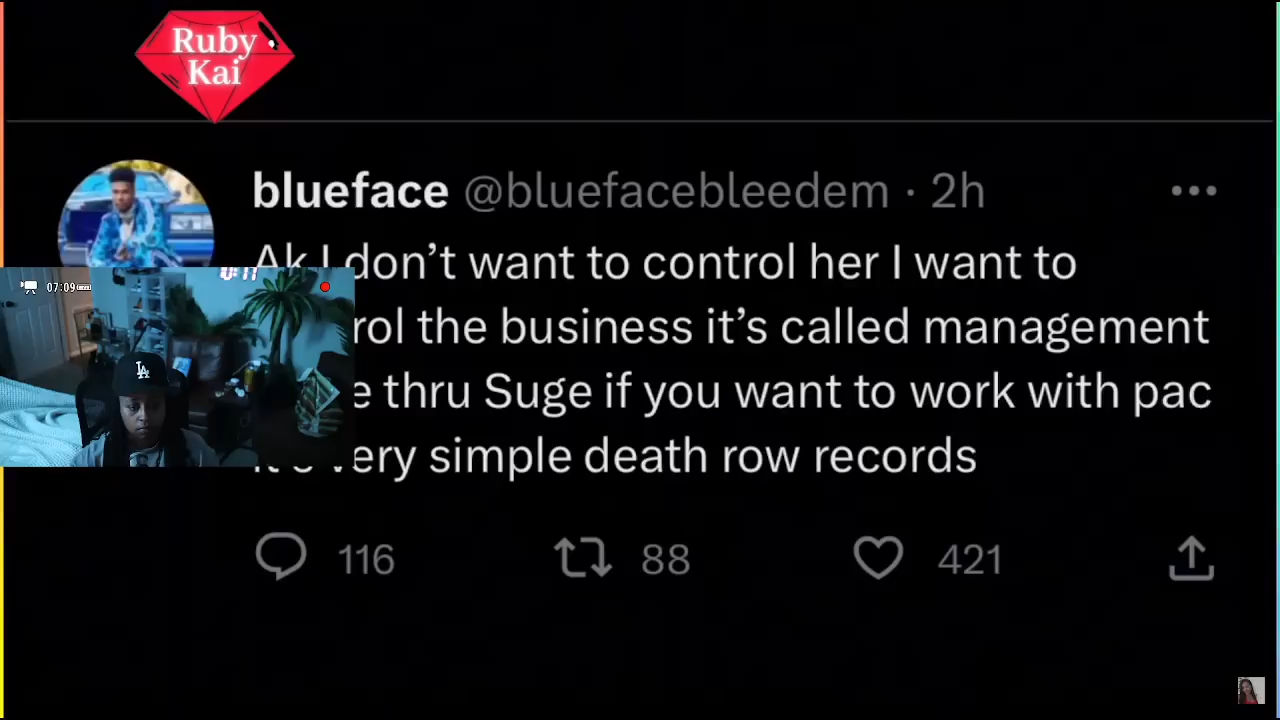 Ruby
Kai
blueface @bluefacebleedem · 2h
Ak I don't want to control her I want to
rol the business it's called management
e thru Suge if you want to work with pac
very simple death row records
07:09
LA
116 88 421